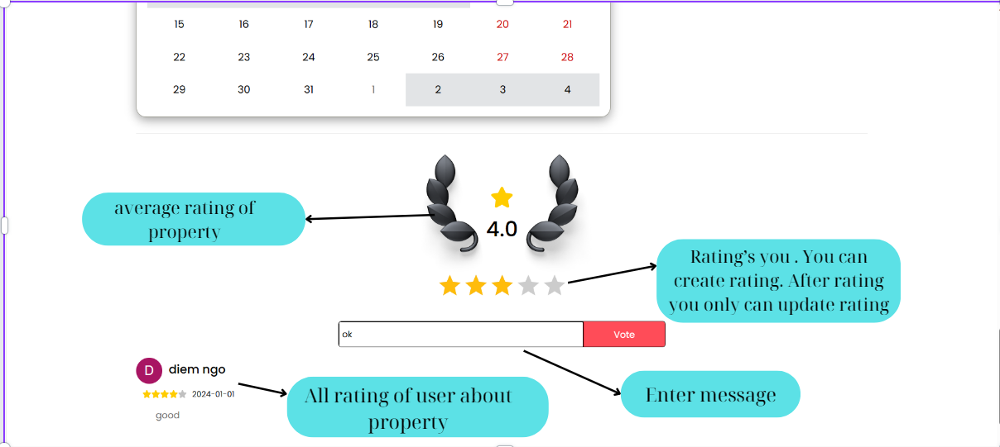 15 16 17 18 19 20 21
22 23 24 25 26 27 28
29 30 31 1 2 3 4
average rating of
property
4.0
Rating’s you . You can
create rating. After rating
you only can update rating
ok Vote
D diem ngo
2024-01-01
good
All rating of user about
property
Enter message